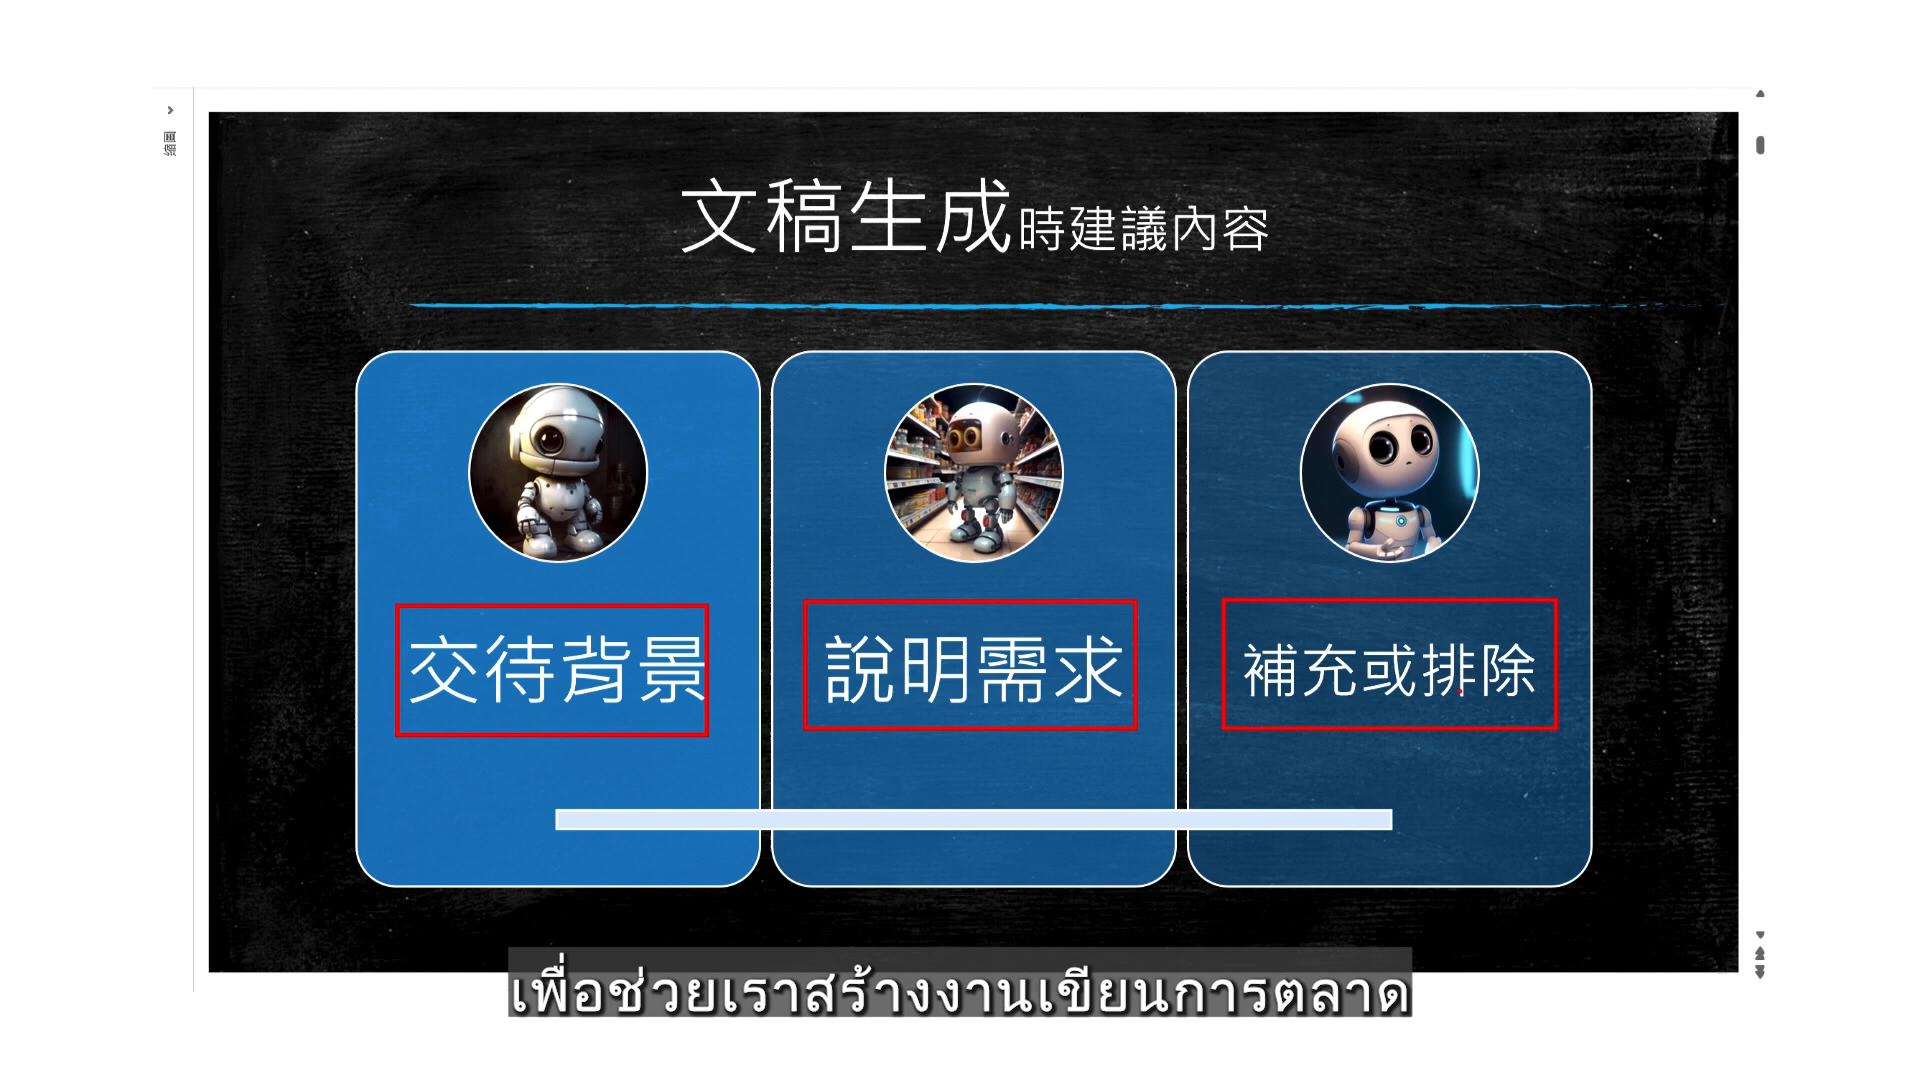 縮圖
文稿生成時建議內容
交待背景
說明需求
補充或排除
เพื่อช่วยเราสร้างงานเขียนการตลาด